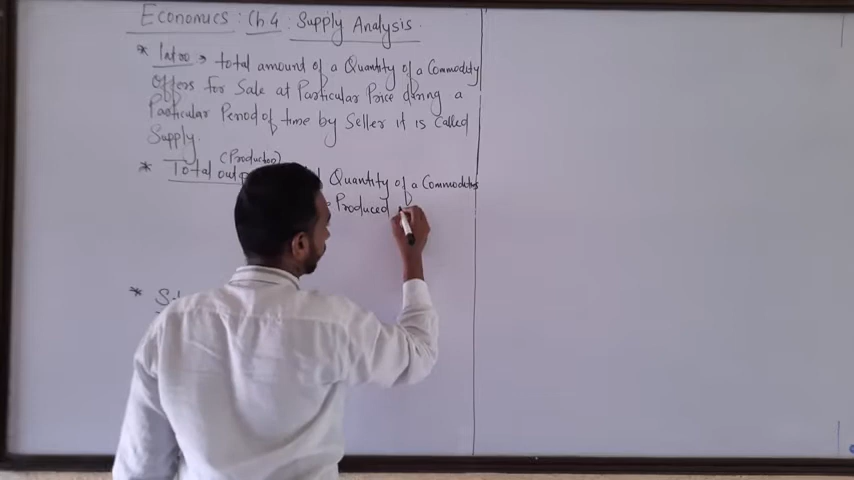 Economics: Ch 4: Supply Analysis.
* Intro → total amount of a Quantity of a Commodity
Offers for Sale at Particular Price during a
Particular Period of time by Seller it is Called
Supply.
(Production)
* Total Quantity of a Commodity
Produced
*